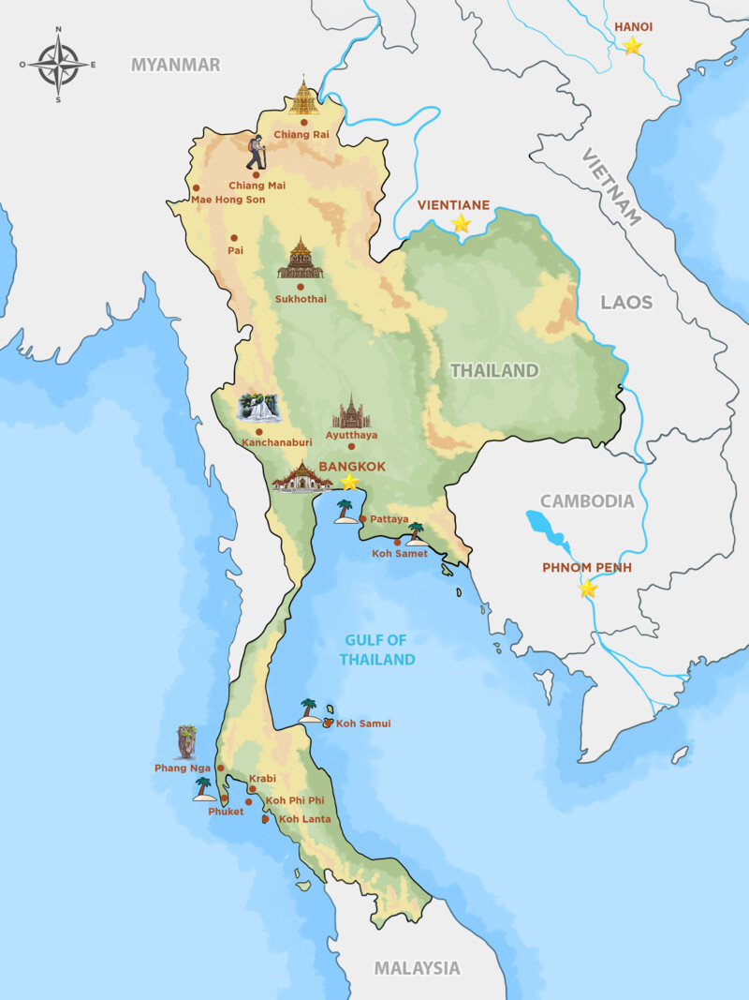 HANOI
N
MYANMAR
O
E
S
Chiang Rai
VIETNAM
Chiang Mai
Mae Hong Son
VIENTIANE
Pai
Sukhothai
LAOS
THAILAND
Ayutthaya
Kanchanaburi
BANGKOK
CAMBODIA
Pattaya
Koh Samet
PHNOM PENH
GULF OF
THAILAND
Koh Samui
Phang Nga
Krabi
Koh Phi Phi
Phuket
Koh Lanta
MALAYSIA